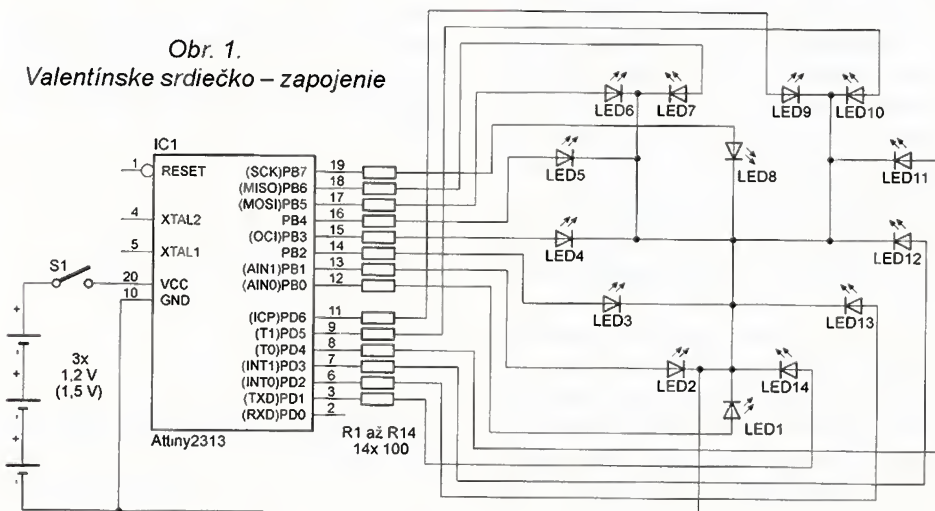 Obr. 1.
Valentínske srdiečko – zapojenie
IC1
1
RESET
4
XTAL2
5
XTAL1
S1
20
VCC
10
GND
(SCK)PB7
19
(MISO)PB6
18
(MOSI)PB5
17
PB4
16
(OCI)PB3
15
PB2
14
(AIN1)PB1
13
(AIN0)PB0
12
(ICP)PD6
11
(T1)PD5
9
(T0)PD4
8
(INT1)PD3
7
(INT0)PD2
6
(TXD)PD1
3
(RXD)PD0
2
Attiny2313
R1 až R14
14x 100
3x
1,2 V
(1,5 V)
+
+
+
LED6
LED7
LED9
LED10
LED5
LED8
LED11
LED4
LED12
LED3
LED13
LED2
LED14
LED1